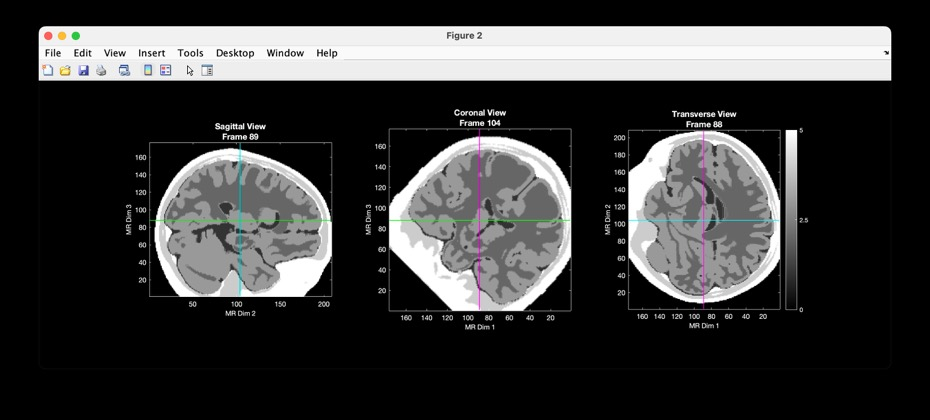 Figure 2
File Edit View Insert Tools Desktop Window Help
Sagittal View
Frame 89
160
140
120
100
80
60
40
20
MR Dim 3
50 100 150 200
MR Dim 2
Coronal View
Frame 104
160
140
120
100
80
60
40
20
MR Dim 3
160 140 120 100 80 60 40 20
MR Dim 1
Transverse View
Frame 88
200
180
160
140
120
100
80
60
40
20
MR Dim 2
160 140 120 100 80 60 40 20
MR Dim 1
5
2.5
0